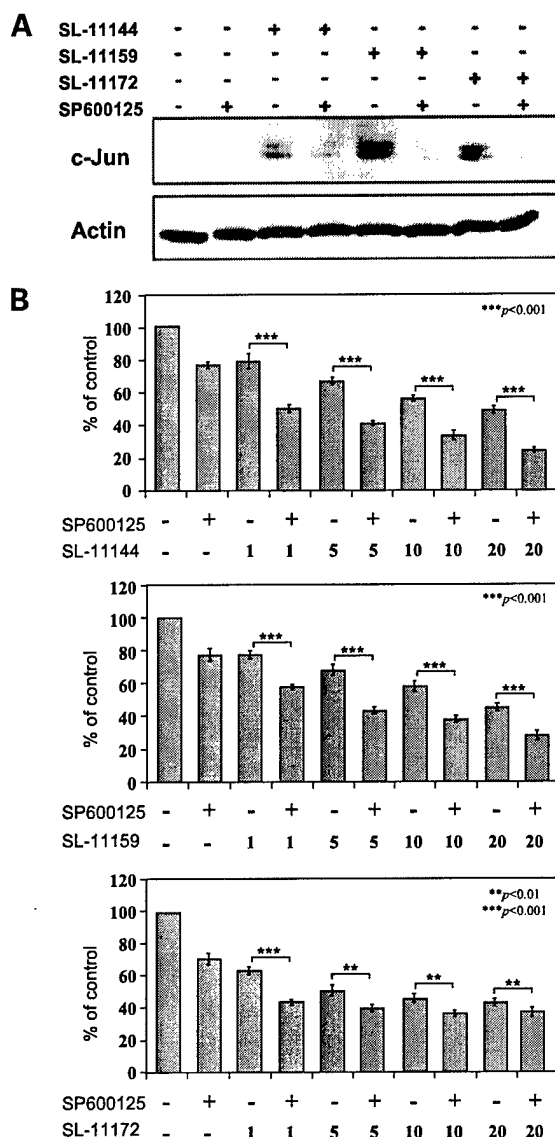 A
SL-11144 - - + + - - - -
SL-11159 - - - - + + - -
SL-11172 - - - - - - + +
SP600125 - + - + - + - +
c-Jun
Actin
B
120
100
80
60
40
20
0
% of control
***p<0.001
*** *** *** ***
SP600125 - + - + - + - + - +
SL-11144 - - 1 1 5 5 10 10 20 20
120
100
80
60
40
20
0
% of control
***p<0.001
*** *** *** ***
SP600125 - + - + - + - + - +
SL-11159 - - 1 1 5 5 10 10 20 20
120
100
80
60
40
20
0
% of control
**p<0.01
***p<0.001
*** ** ** **
SP600125 - + - + - + - + - +
SL-11172 - - 1 1 5 5 10 10 20 20